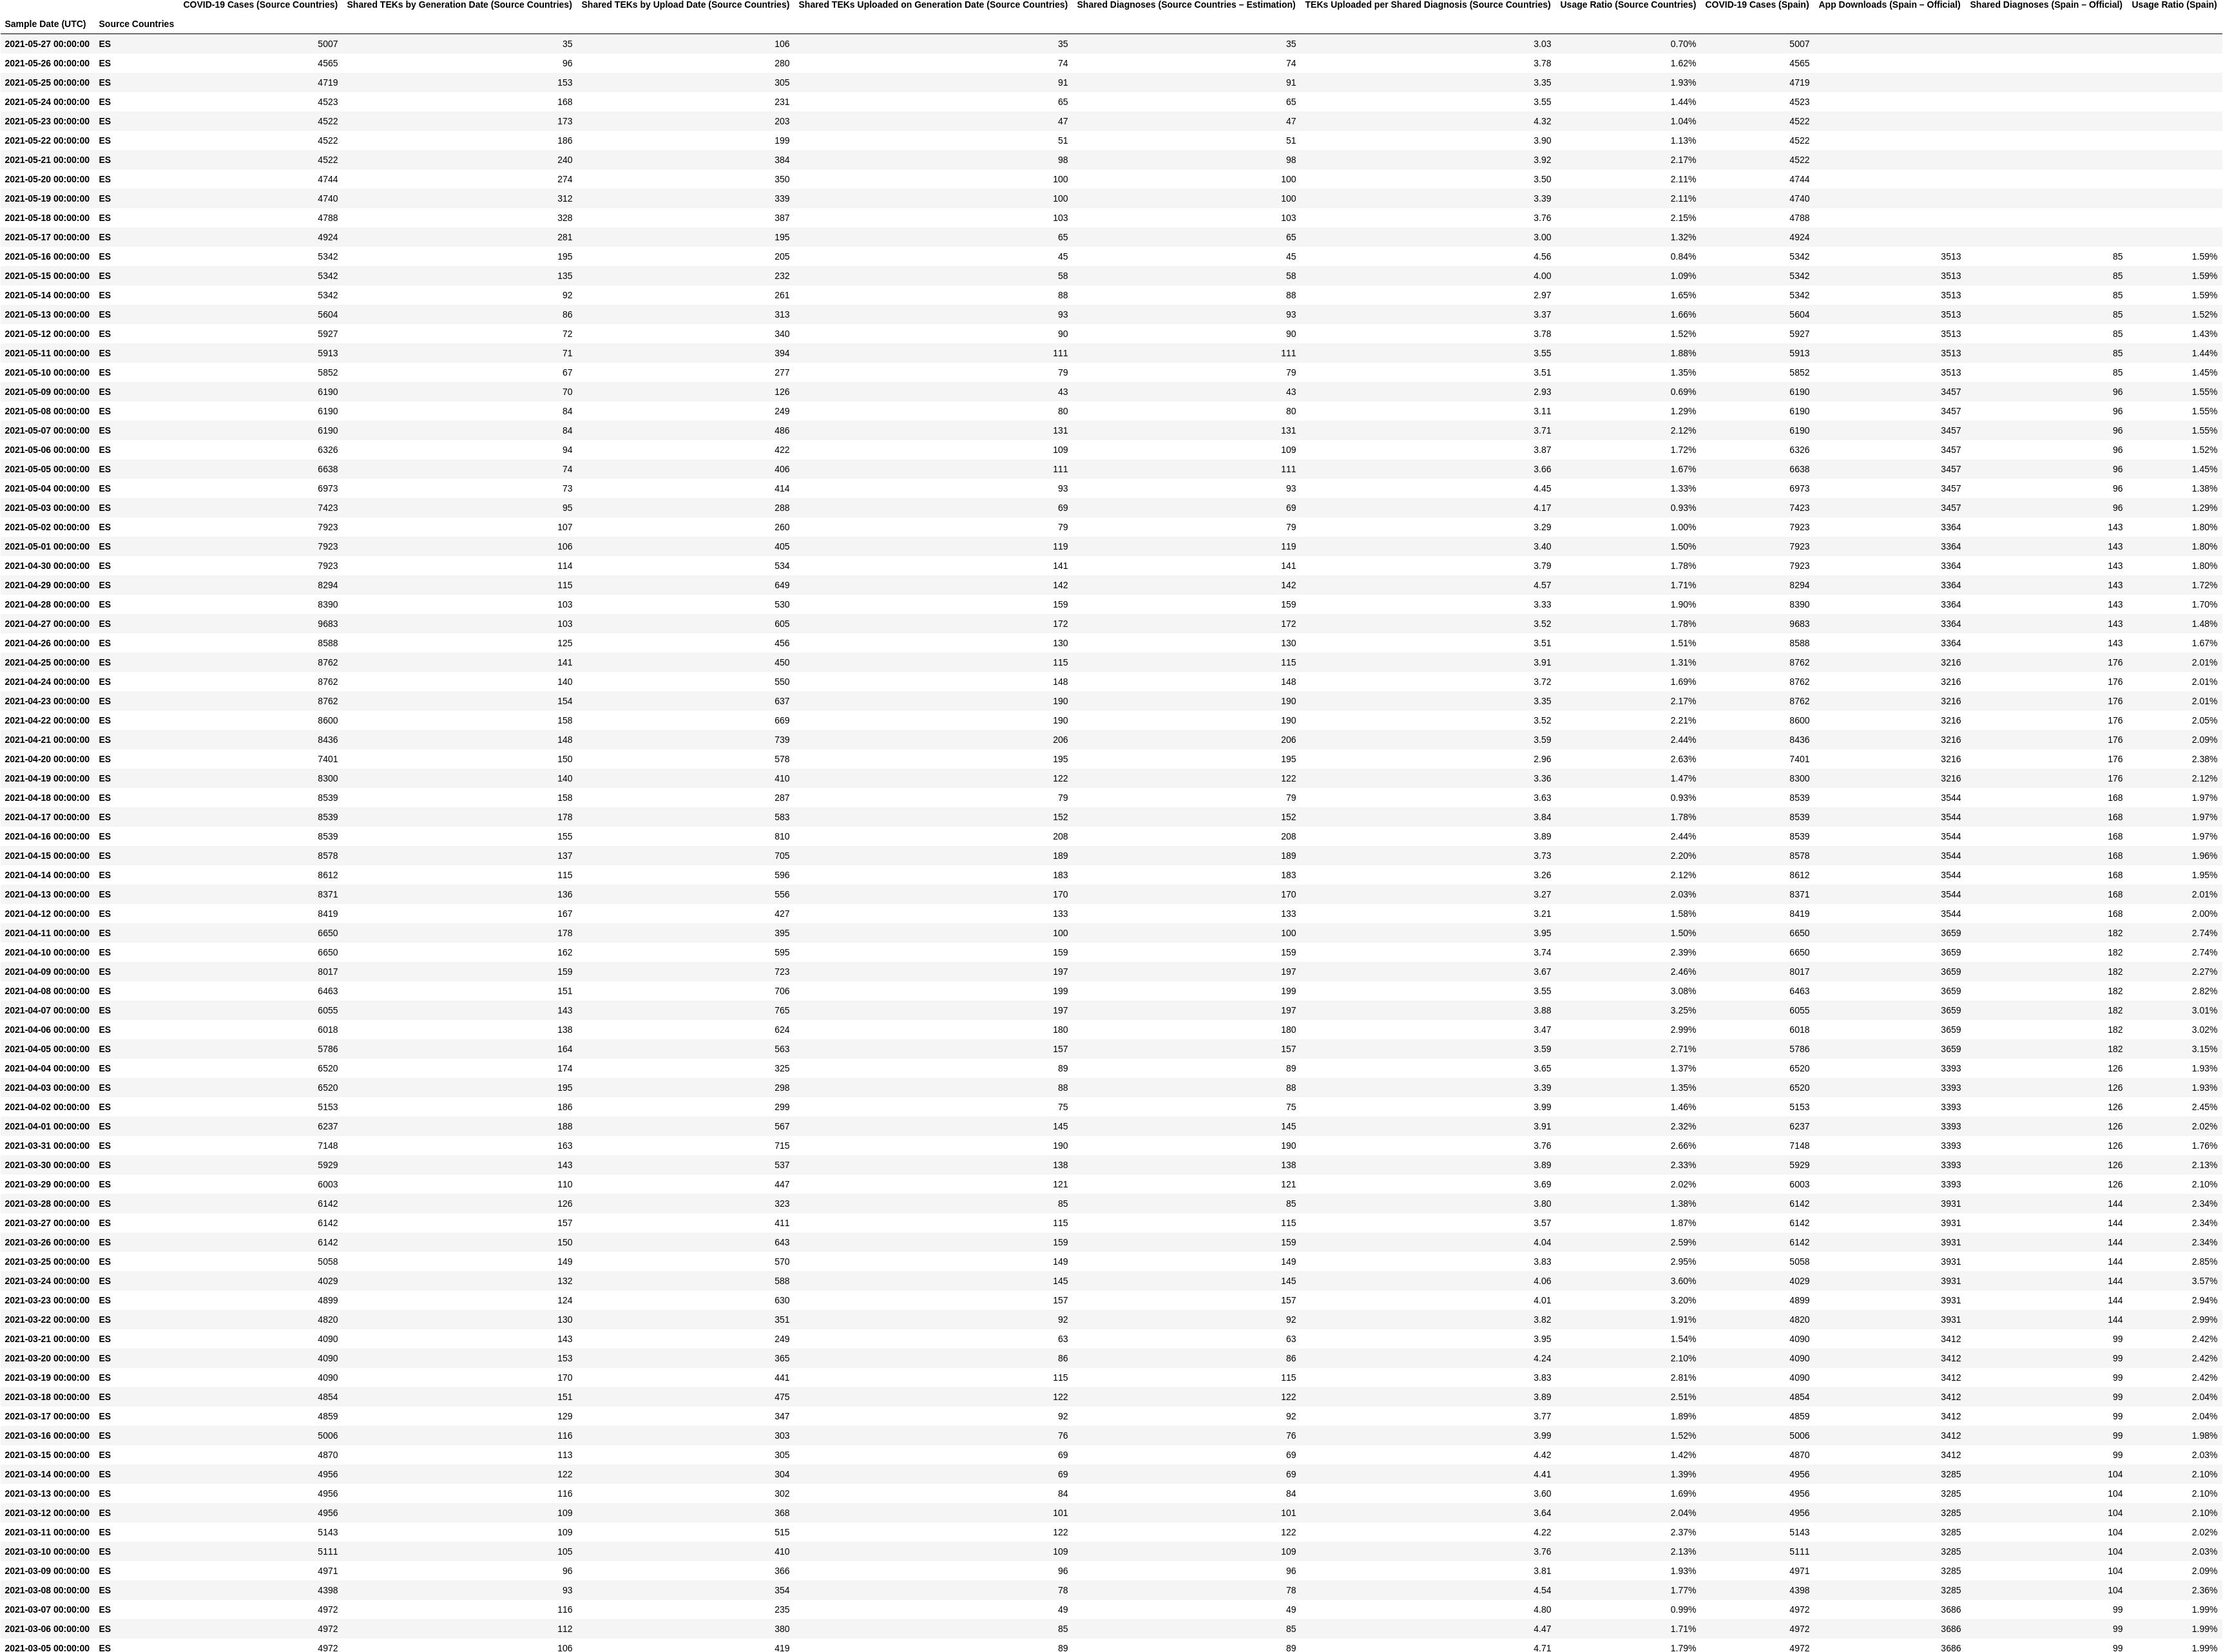 COVID-19 Cases (Source Countries) Shared TEKs by Generation Date (Source Countries) Shared TEKs by Upload Date (Source Countries) Shared TEKs Uploaded on Generation Date (Source Countries) Shared Diagnoses (Source Countries – Estimation) TEKs Uploaded per Shared Diagnosis (Source Countries) Usage Ratio (Source Countries) COVID-19 Cases (Spain) App Downloads (Spain – Official) Shared Diagnoses (Spain – Official) Usage Ratio (Spain)
Sample Date (UTC) Source Countries
2021-05-27 00:00:00 ES 5007 35 106 35 35 3.03 0.70% 5007
2021-05-26 00:00:00 ES 4565 96 280 74 74 3.78 1.62% 4565
2021-05-25 00:00:00 ES 4719 153 305 91 91 3.35 1.93% 4719
2021-05-24 00:00:00 ES 4523 168 231 65 65 3.55 1.44% 4523
2021-05-23 00:00:00 ES 4522 173 203 47 47 4.32 1.04% 4522
2021-05-22 00:00:00 ES 4522 186 199 51 51 3.90 1.13% 4522
2021-05-21 00:00:00 ES 4522 240 384 98 98 3.92 2.17% 4522
2021-05-20 00:00:00 ES 4744 274 350 100 100 3.50 2.11% 4744
2021-05-19 00:00:00 ES 4740 312 339 100 100 3.39 2.11% 4740
2021-05-18 00:00:00 ES 4788 328 387 103 103 3.76 2.15% 4788
2021-05-17 00:00:00 ES 4924 281 195 65 65 3.00 1.32% 4924
2021-05-16 00:00:00 ES 5342 195 205 45 45 4.56 0.84% 5342 3513 85 1.59%
2021-05-15 00:00:00 ES 5342 135 232 58 58 4.00 1.09% 5342 3513 85 1.59%
2021-05-14 00:00:00 ES 5342 92 261 88 88 2.97 1.65% 5342 3513 85 1.59%
2021-05-13 00:00:00 ES 5604 86 313 93 93 3.37 1.66% 5604 3513 85 1.52%
2021-05-12 00:00:00 ES 5927 72 340 90 90 3.78 1.52% 5927 3513 85 1.43%
2021-05-11 00:00:00 ES 5913 71 394 111 111 3.55 1.88% 5913 3513 85 1.44%
2021-05-10 00:00:00 ES 5852 67 277 79 79 3.51 1.35% 5852 3513 85 1.45%
2021-05-09 00:00:00 ES 6190 70 126 43 43 2.93 0.69% 6190 3457 96 1.55%
2021-05-08 00:00:00 ES 6190 84 249 80 80 3.11 1.29% 6190 3457 96 1.55%
2021-05-07 00:00:00 ES 6190 84 486 131 131 3.71 2.12% 6190 3457 96 1.55%
2021-05-06 00:00:00 ES 6326 94 422 109 109 3.87 1.72% 6326 3457 96 1.52%
2021-05-05 00:00:00 ES 6638 74 406 111 111 3.66 1.67% 6638 3457 96 1.45%
2021-05-04 00:00:00 ES 6973 73 414 93 93 4.45 1.33% 6973 3457 96 1.38%
2021-05-03 00:00:00 ES 7423 95 288 69 69 4.17 0.93% 7423 3457 96 1.29%
2021-05-02 00:00:00 ES 7923 107 260 79 79 3.29 1.00% 7923 3364 143 1.80%
2021-05-01 00:00:00 ES 7923 106 405 119 119 3.40 1.50% 7923 3364 143 1.80%
2021-04-30 00:00:00 ES 7923 114 534 141 141 3.79 1.78% 7923 3364 143 1.80%
2021-04-29 00:00:00 ES 8294 115 649 142 142 4.57 1.71% 8294 3364 143 1.72%
2021-04-28 00:00:00 ES 8390 103 530 159 159 3.33 1.90% 8390 3364 143 1.70%
2021-04-27 00:00:00 ES 9683 103 605 172 172 3.52 1.78% 9683 3364 143 1.48%
2021-04-26 00:00:00 ES 8588 125 456 130 130 3.51 1.51% 8588 3364 143 1.67%
2021-04-25 00:00:00 ES 8762 141 450 115 115 3.91 1.31% 8762 3216 176 2.01%
2021-04-24 00:00:00 ES 8762 140 550 148 148 3.72 1.69% 8762 3216 176 2.01%
2021-04-23 00:00:00 ES 8762 154 637 190 190 3.35 2.17% 8762 3216 176 2.01%
2021-04-22 00:00:00 ES 8600 158 669 190 190 3.52 2.21% 8600 3216 176 2.05%
2021-04-21 00:00:00 ES 8436 148 739 206 206 3.59 2.44% 8436 3216 176 2.09%
2021-04-20 00:00:00 ES 7401 150 578 195 195 2.96 2.63% 7401 3216 176 2.38%
2021-04-19 00:00:00 ES 8300 140 410 122 122 3.36 1.47% 8300 3216 176 2.12%
2021-04-18 00:00:00 ES 8539 158 287 79 79 3.63 0.93% 8539 3544 168 1.97%
2021-04-17 00:00:00 ES 8539 178 583 152 152 3.84 1.78% 8539 3544 168 1.97%
2021-04-16 00:00:00 ES 8539 155 810 208 208 3.89 2.44% 8539 3544 168 1.97%
2021-04-15 00:00:00 ES 8578 137 705 189 189 3.73 2.20% 8578 3544 168 1.96%
2021-04-14 00:00:00 ES 8612 115 596 183 183 3.26 2.12% 8612 3544 168 1.95%
2021-04-13 00:00:00 ES 8371 136 556 170 170 3.27 2.03% 8371 3544 168 2.01%
2021-04-12 00:00:00 ES 8419 167 427 133 133 3.21 1.58% 8419 3544 168 2.00%
2021-04-11 00:00:00 ES 6650 178 395 100 100 3.95 1.50% 6650 3659 182 2.74%
2021-04-10 00:00:00 ES 6650 162 595 159 159 3.74 2.39% 6650 3659 182 2.74%
2021-04-09 00:00:00 ES 8017 159 723 197 197 3.67 2.46% 8017 3659 182 2.27%
2021-04-08 00:00:00 ES 6463 151 706 199 199 3.55 3.08% 6463 3659 182 2.82%
2021-04-07 00:00:00 ES 6055 143 765 197 197 3.88 3.25% 6055 3659 182 3.01%
2021-04-06 00:00:00 ES 6018 138 624 180 180 3.47 2.99% 6018 3659 182 3.02%
2021-04-05 00:00:00 ES 5786 164 563 157 157 3.59 2.71% 5786 3659 182 3.15%
2021-04-04 00:00:00 ES 6520 174 325 89 89 3.65 1.37% 6520 3393 126 1.93%
2021-04-03 00:00:00 ES 6520 195 298 88 88 3.39 1.35% 6520 3393 126 1.93%
2021-04-02 00:00:00 ES 5153 186 299 75 75 3.99 1.46% 5153 3393 126 2.45%
2021-04-01 00:00:00 ES 6237 188 567 145 145 3.91 2.32% 6237 3393 126 2.02%
2021-03-31 00:00:00 ES 7148 163 715 190 190 3.76 2.66% 7148 3393 126 1.76%
2021-03-30 00:00:00 ES 5929 143 537 138 138 3.89 2.33% 5929 3393 126 2.13%
2021-03-29 00:00:00 ES 6003 110 447 121 121 3.69 2.02% 6003 3393 126 2.10%
2021-03-28 00:00:00 ES 6142 126 323 85 85 3.80 1.38% 6142 3931 144 2.34%
2021-03-27 00:00:00 ES 6142 157 411 115 115 3.57 1.87% 6142 3931 144 2.34%
2021-03-26 00:00:00 ES 6142 150 643 159 159 4.04 2.59% 6142 3931 144 2.34%
2021-03-25 00:00:00 ES 5058 149 570 149 149 3.83 2.95% 5058 3931 144 2.85%
2021-03-24 00:00:00 ES 4029 132 588 145 145 4.06 3.60% 4029 3931 144 3.57%
2021-03-23 00:00:00 ES 4899 124 630 157 157 4.01 3.20% 4899 3931 144 2.94%
2021-03-22 00:00:00 ES 4820 130 351 92 92 3.82 1.91% 4820 3931 144 2.99%
2021-03-21 00:00:00 ES 4090 143 249 63 63 3.95 1.54% 4090 3412 99 2.42%
2021-03-20 00:00:00 ES 4090 153 365 86 86 4.24 2.10% 4090 3412 99 2.42%
2021-03-19 00:00:00 ES 4090 170 441 115 115 3.83 2.81% 4090 3412 99 2.42%
2021-03-18 00:00:00 ES 4854 151 475 122 122 3.89 2.51% 4854 3412 99 2.04%
2021-03-17 00:00:00 ES 4859 129 347 92 92 3.77 1.89% 4859 3412 99 2.04%
2021-03-16 00:00:00 ES 5006 116 303 76 76 3.99 1.52% 5006 3412 99 1.98%
2021-03-15 00:00:00 ES 4870 113 305 69 69 4.42 1.42% 4870 3412 99 2.03%
2021-03-14 00:00:00 ES 4956 122 304 69 69 4.41 1.39% 4956 3285 104 2.10%
2021-03-13 00:00:00 ES 4956 116 302 84 84 3.60 1.69% 4956 3285 104 2.10%
2021-03-12 00:00:00 ES 4956 109 368 101 101 3.64 2.04% 4956 3285 104 2.10%
2021-03-11 00:00:00 ES 5143 109 515 122 122 4.22 2.37% 5143 3285 104 2.02%
2021-03-10 00:00:00 ES 5111 105 410 109 109 3.76 2.13% 5111 3285 104 2.03%
2021-03-09 00:00:00 ES 4971 96 366 96 96 3.81 1.93% 4971 3285 104 2.09%
2021-03-08 00:00:00 ES 4398 93 354 78 78 4.54 1.77% 4398 3285 104 2.36%
2021-03-07 00:00:00 ES 4972 116 235 49 49 4.80 0.99% 4972 3686 99 1.99%
2021-03-06 00:00:00 ES 4972 112 380 85 85 4.47 1.71% 4972 3686 99 1.99%
2021-03-05 00:00:00 ES 4972 106 419 89 89 4.71 1.79% 4972 3686 99 1.99%